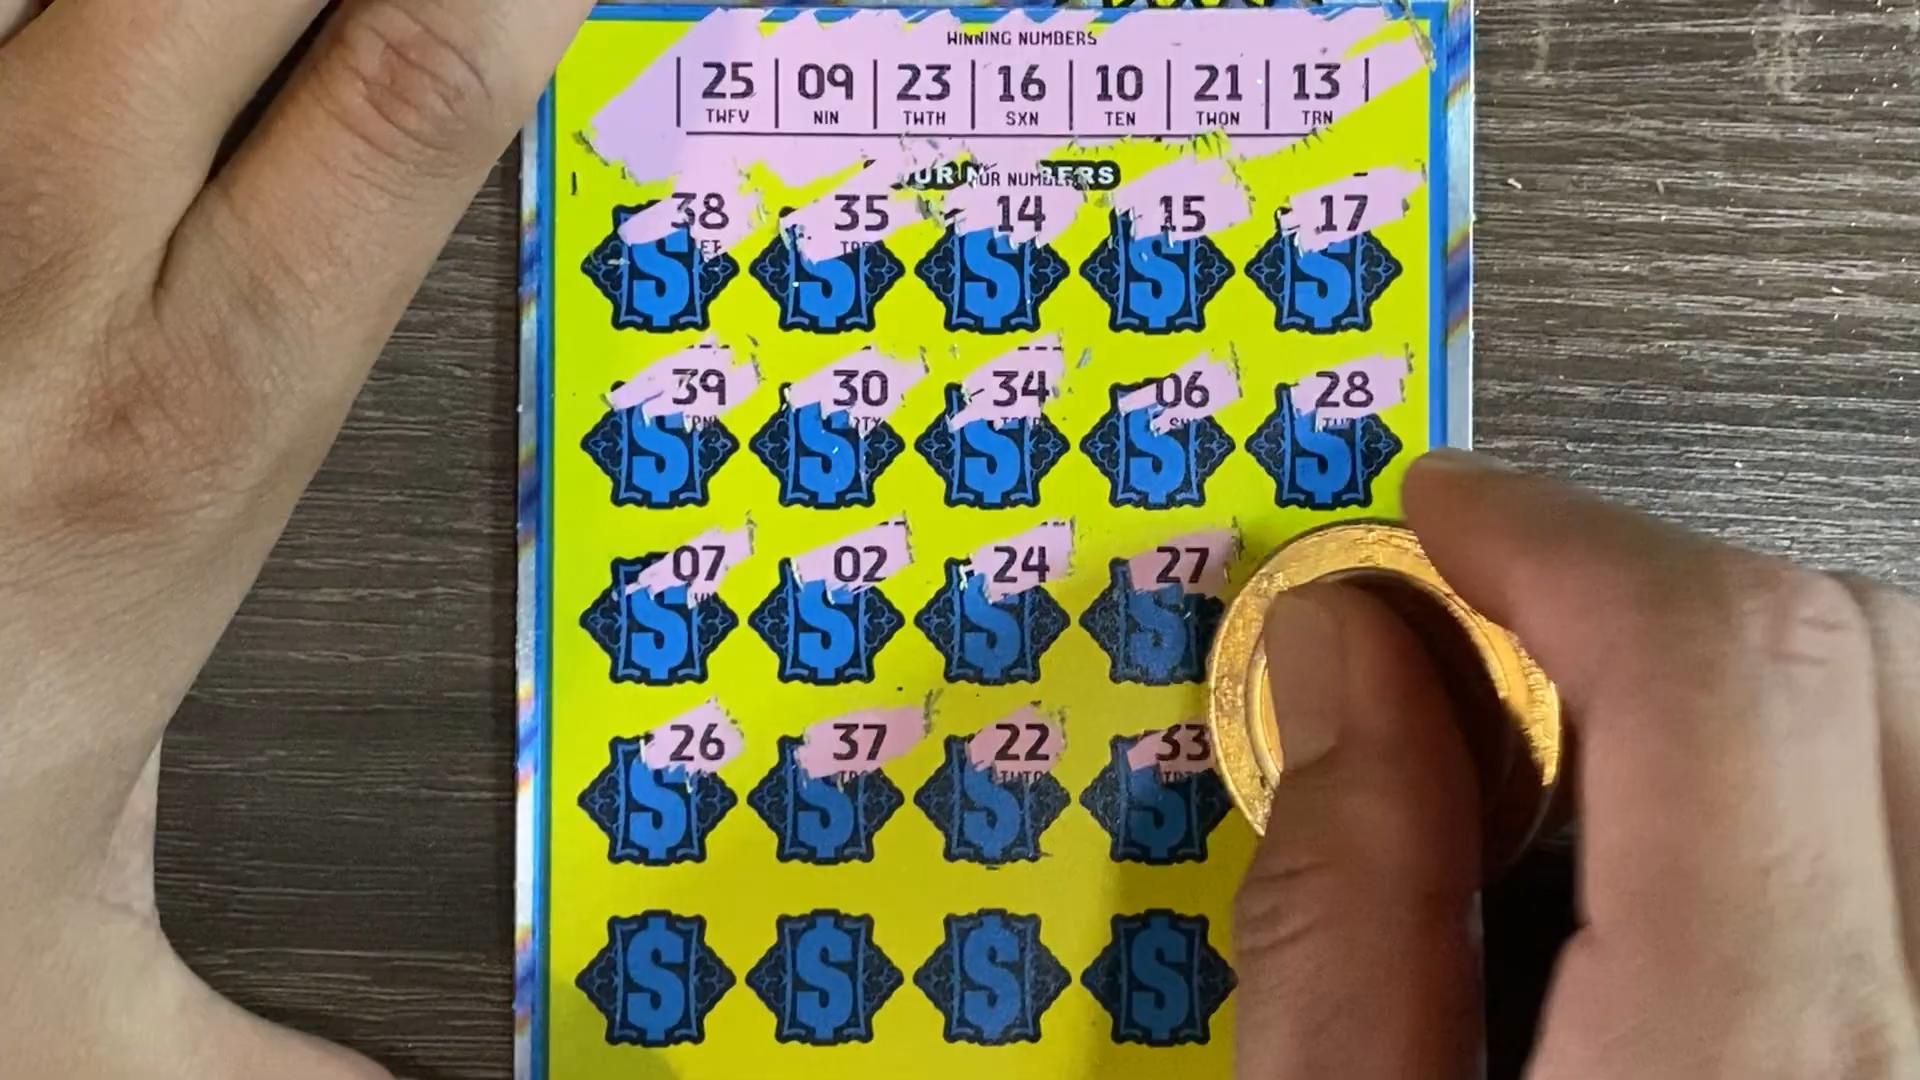 WINNING NUMBERS
25 09 23 16 10 21 13
TWFV NIN TWTH SXN TEN TWON TRN
38 35 14 15 17
39 30 34 06 28
07 02 24 27
26 37 22 33
TWTO